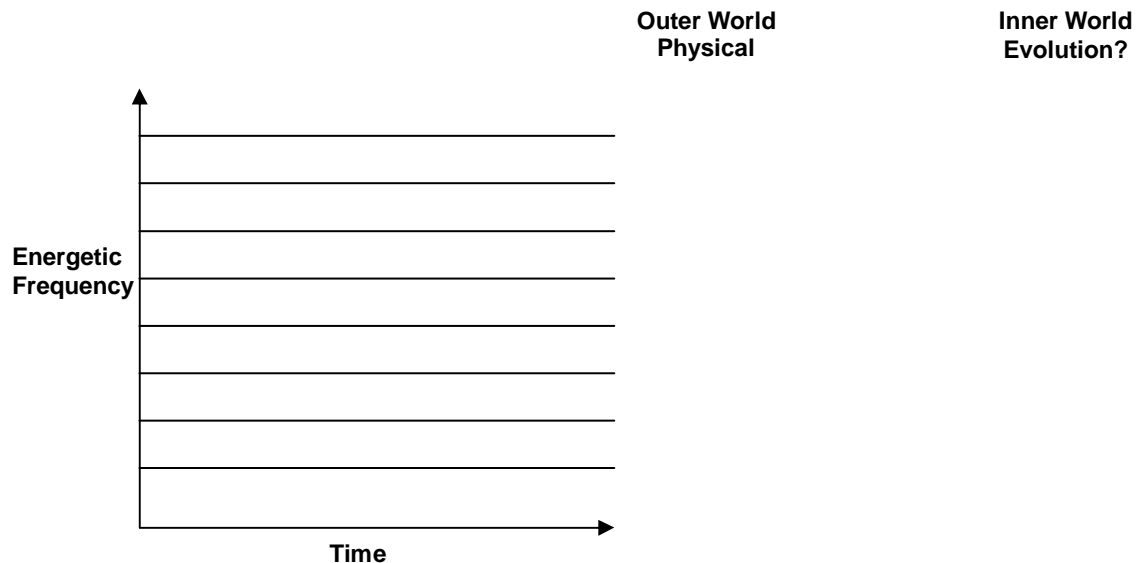 Outer World
Physical
Inner World
Evolution?
Energetic
Frequency
Time